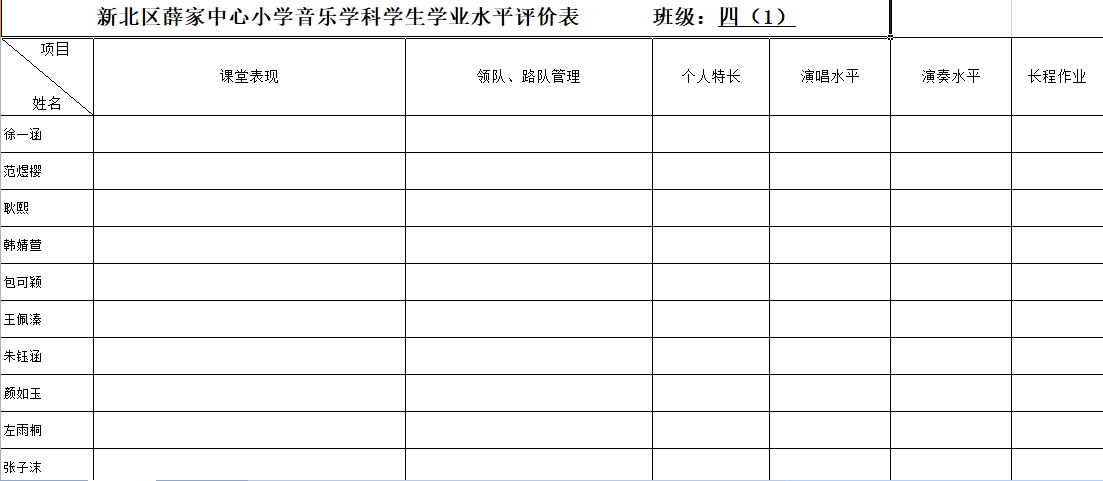 新北区薛家中心小学音乐学科学生学业水平评价表 班级：四（1）
项目
姓名
课堂表现 领队、路队管理 个人特长 演唱水平 演奏水平 长程作业
徐一涵
范煜樱
耿熙
韩婧萱
包可颖
王佩溱
朱钰涵
颜如玉
左雨桐
张子沫